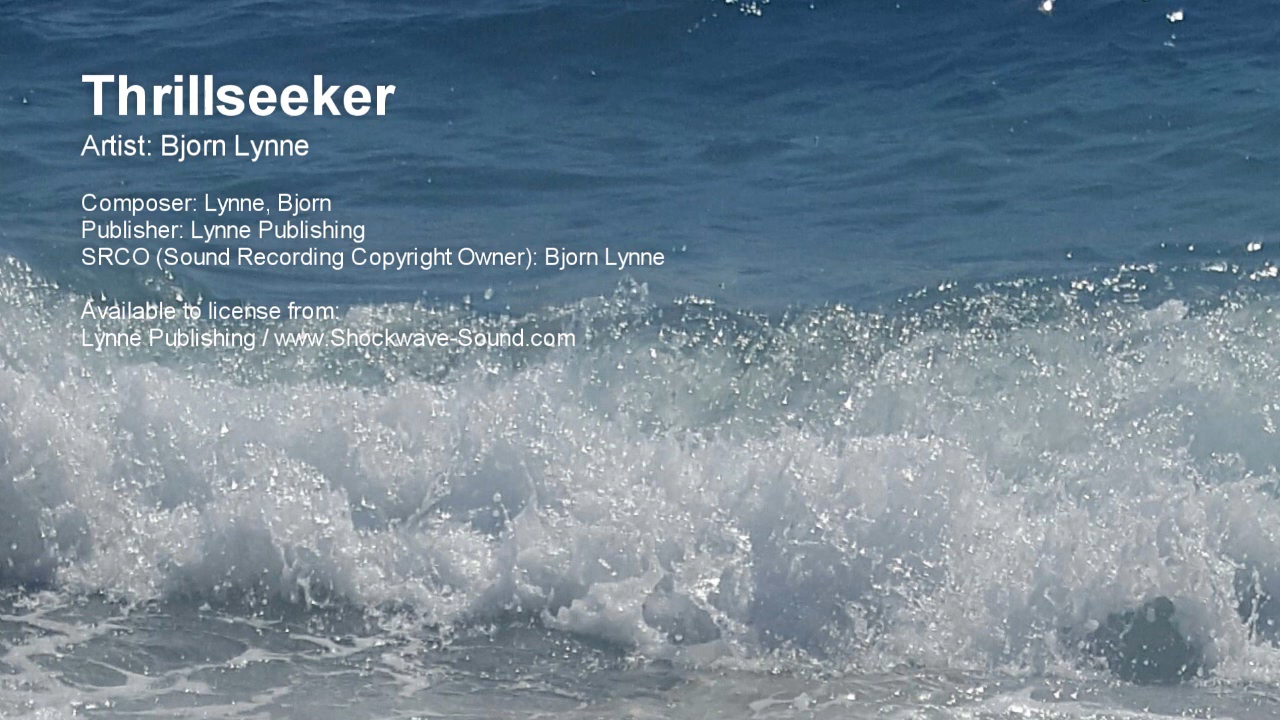 Thrillseeker
Artist: Bjorn Lynne
Composer: Lynne, Bjorn
Publisher: Lynne Publishing
SRCO (Sound Recording Copyright Owner): Bjorn Lynne
Available to license from:
Lynne Publishing / www.Shockwave-Sound.com